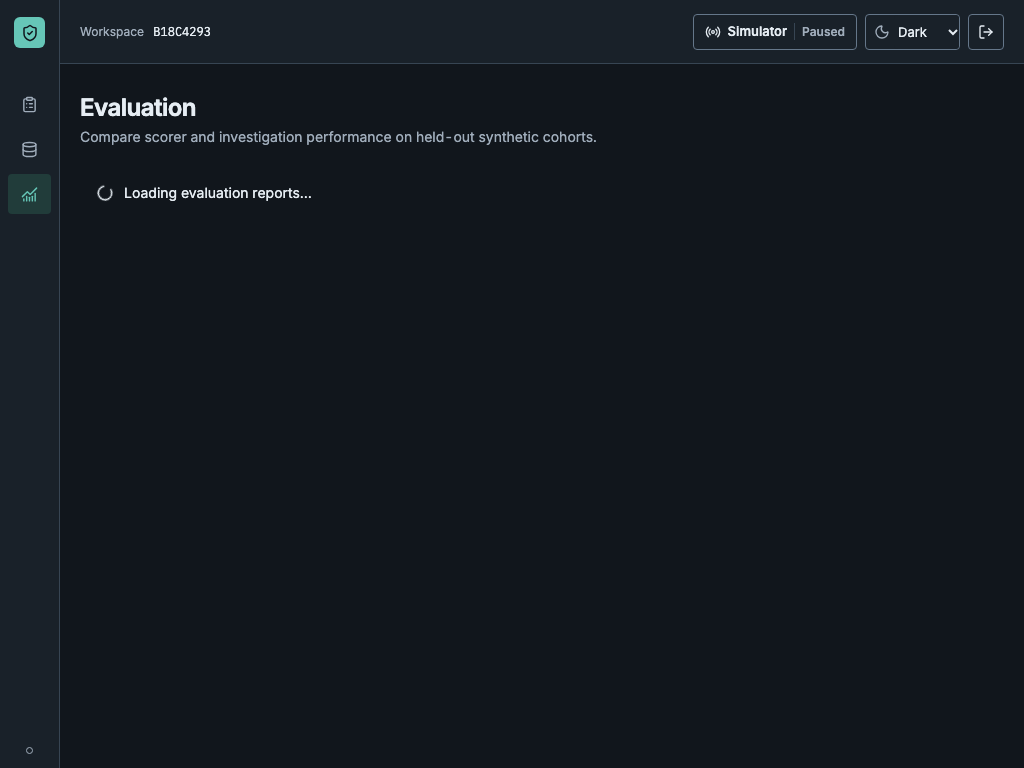 Workspace B18C4293
Simulator Paused
Dark
Evaluation
Compare scorer and investigation performance on held-out synthetic cohorts.
Loading evaluation reports...